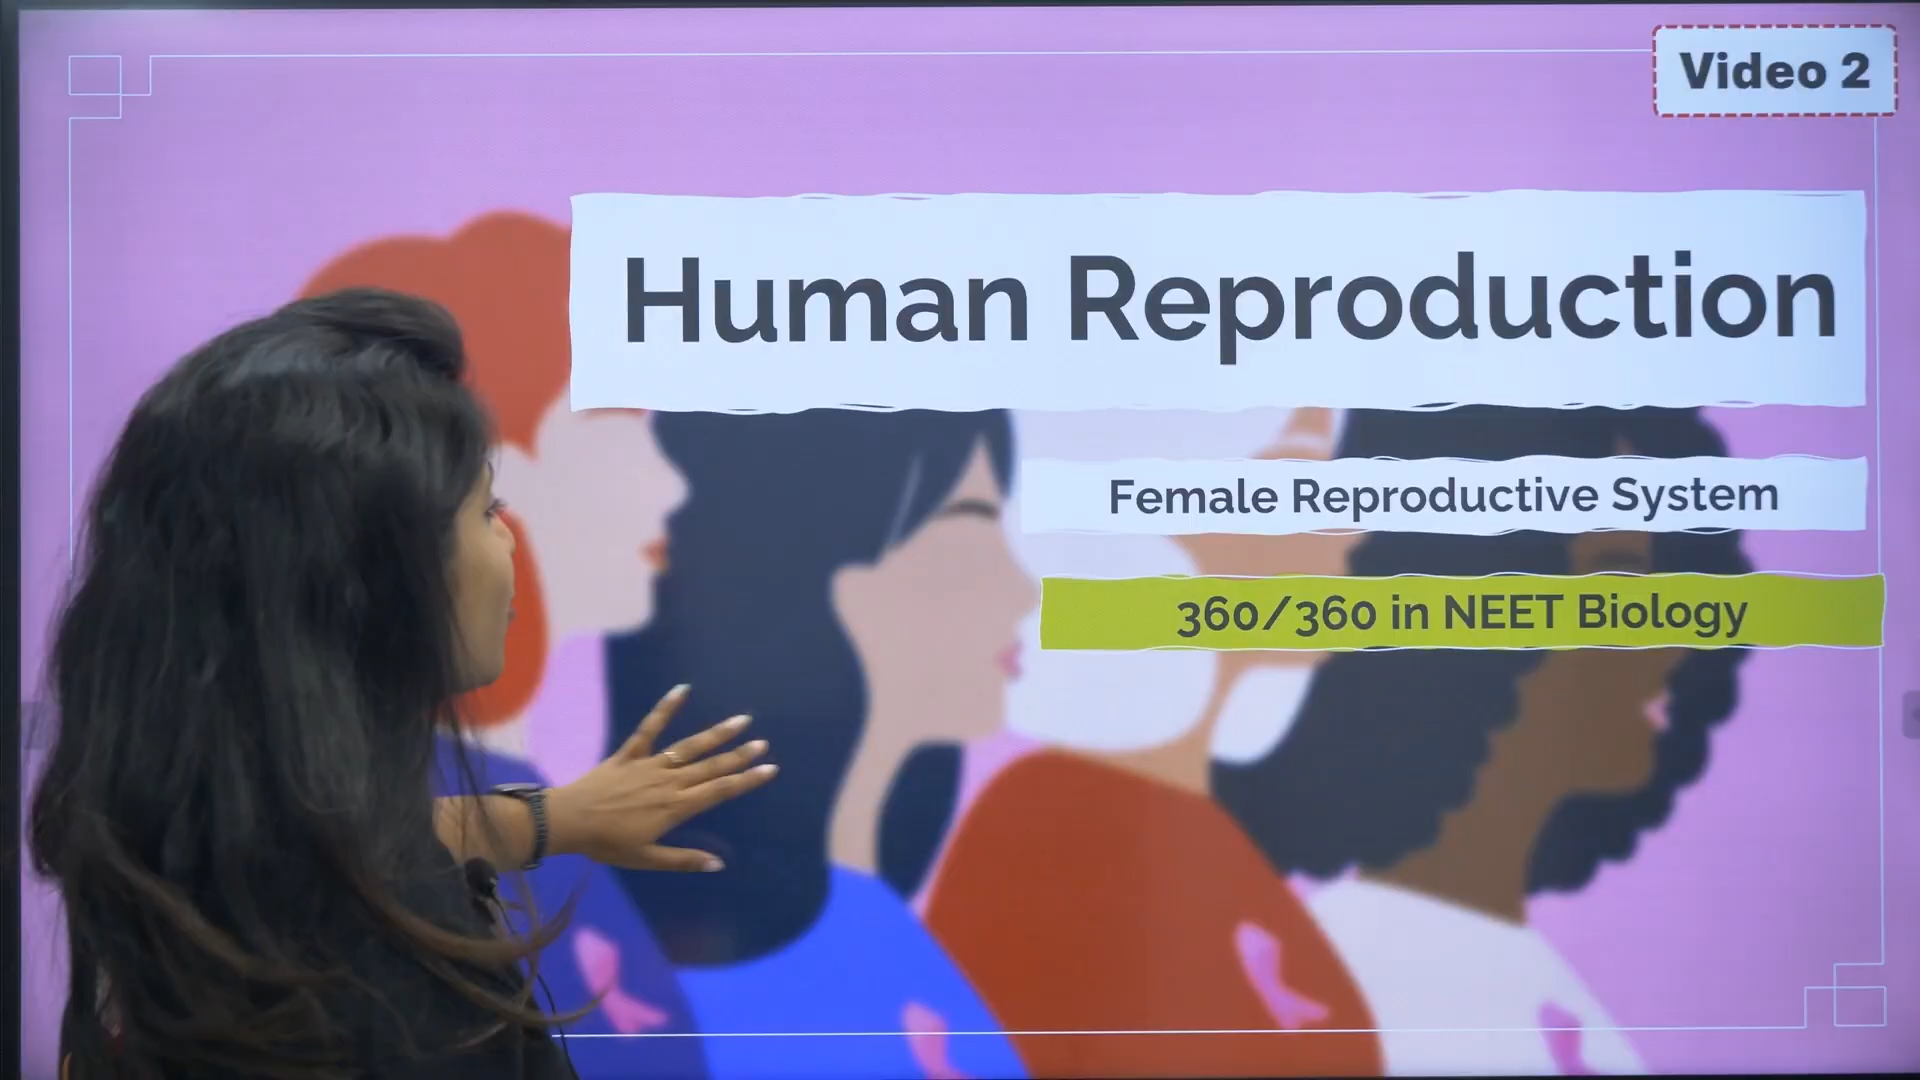 Video 2
Human Reproduction
Female Reproductive System
360/360 in NEET Biology